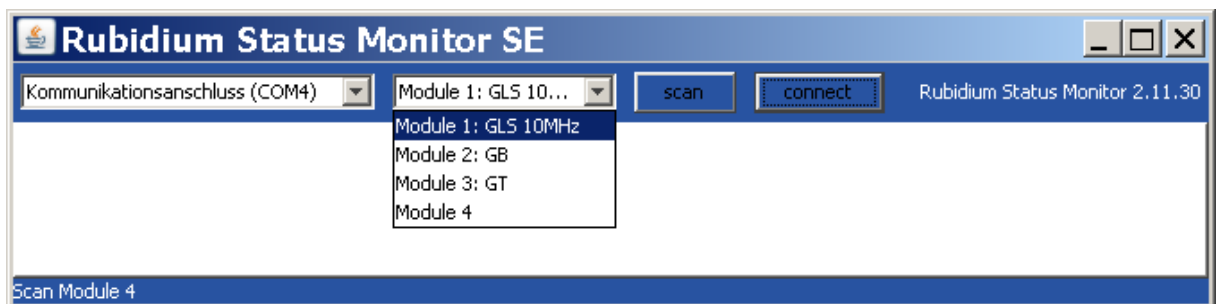 Rubidium Status Monitor SE
Kommunikationsanschluss (COM4) Module 1: GLS 10... scan connect Rubidium Status Monitor 2.11.30
Module 1: GLS 10MHz
Module 2: GB
Module 3: GT
Module 4
Scan Module 4